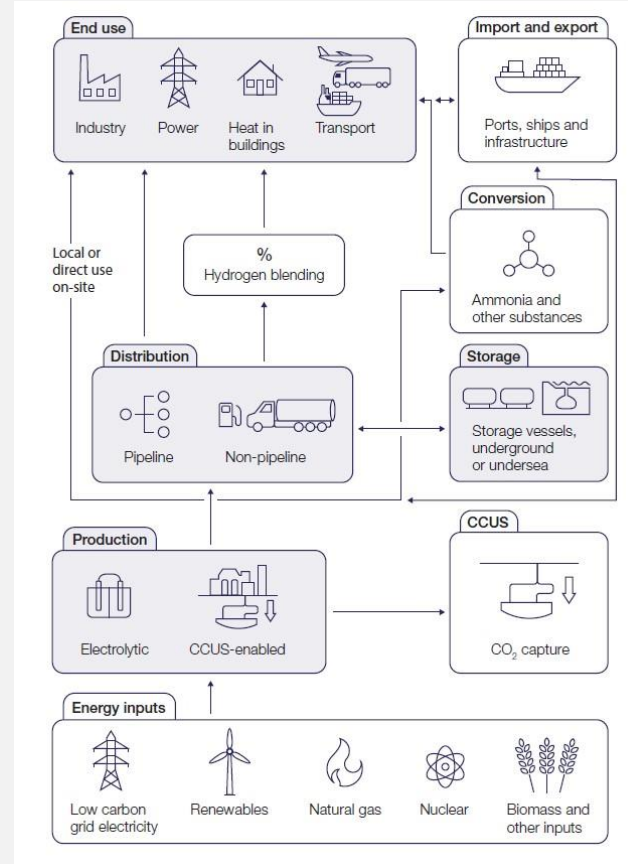 End use
Industry
Power
Heat in
buildings
Transport
Import and export
Ports, ships and
infrastructure
Conversion
Ammonia and
other substances
Local or
direct use
on-site
%
Hydrogen blending
Distribution
Pipeline
Non-pipeline
Storage
Storage vessels,
underground
or undersea
Production
Electrolytic
CCUS-enabled
CCUS
CO₂ capture
Energy inputs
Low carbon
grid electricity
Renewables
Natural gas
Nuclear
Biomass and
other inputs